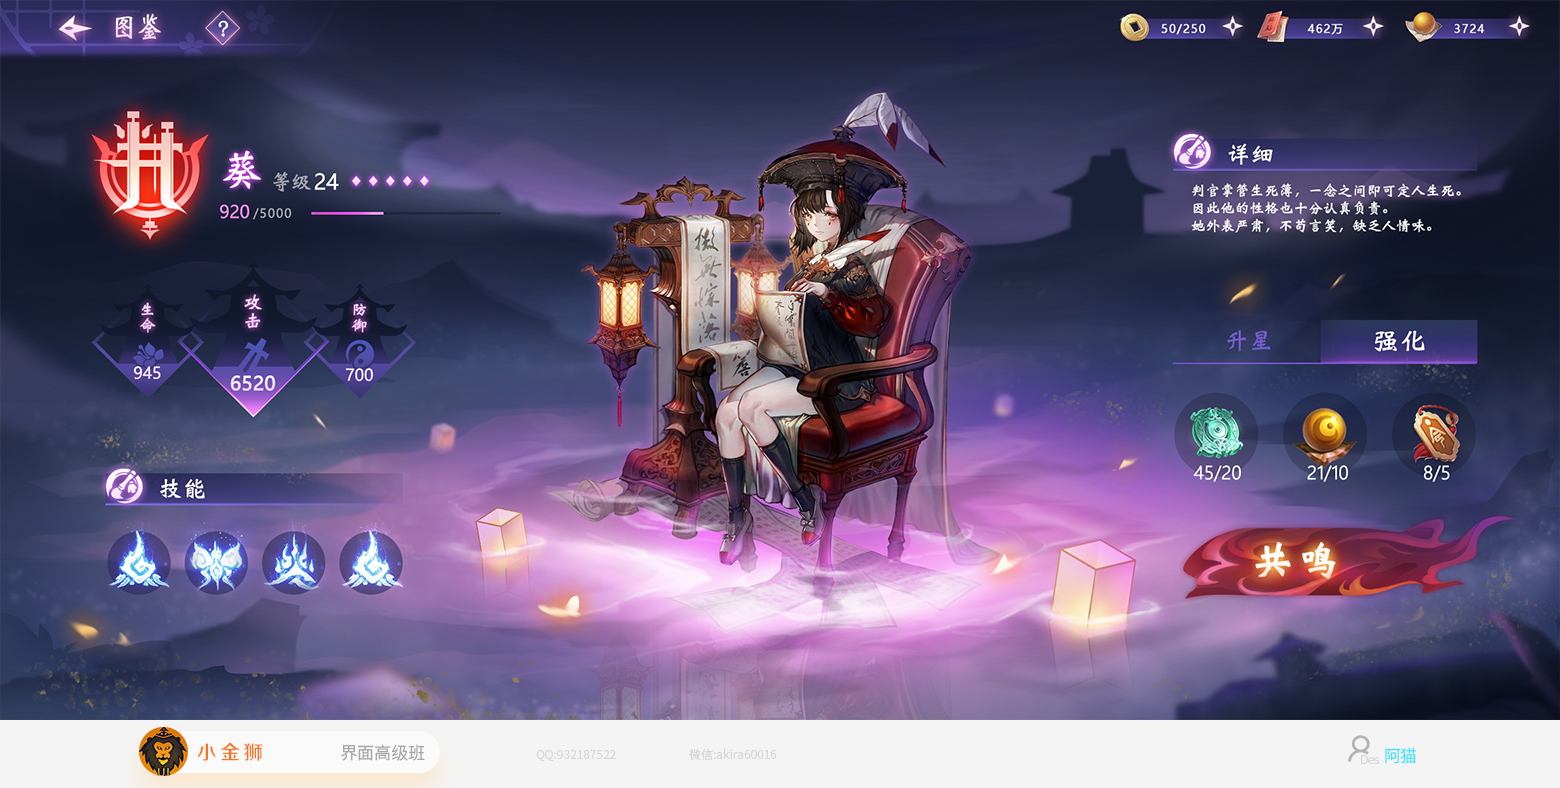 图鉴
?
50/250
462万
3724
葵 等级24
920/5000
详细
判官掌管生死薄，一念之间即可定人生死。
因此他的性格也十分认真负责。
她外表严肃，不苟言笑，缺乏人情味。
生命
945
攻击
6520
防御
700
升星
强化
45/20
21/10
8/5
技能
共鸣
小金狮
界面高级班
QQ:932187522
微信:akira60016
Des 阿猫